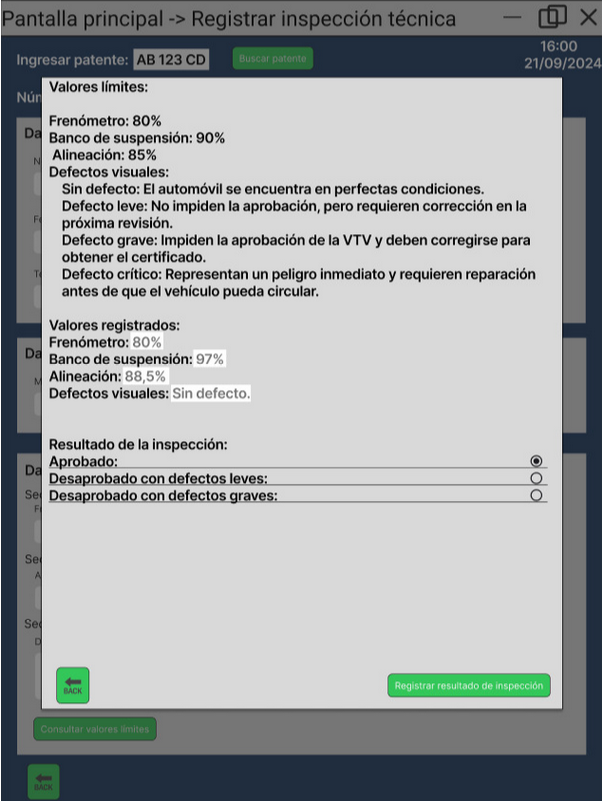 Pantalla principal -> Registrar inspección técnica
Ingresar patente: AB 123 CD
Buscar patente
16:00
21/09/2024
Valores límites:
Frenómetro: 80%
Banco de suspensión: 90%
Alineación: 85%
Defectos visuales:
Sin defecto: El automóvil se encuentra en perfectas condiciones.
Defecto leve: No impiden la aprobación, pero requieren corrección en la
próxima revisión.
Defecto grave: Impiden la aprobación de la VTV y deben corregirse para
obtener el certificado.
Defecto crítico: Representan un peligro inmediato y requieren reparación
antes de que el vehículo pueda circular.
Valores registrados:
Frenómetro: 80%
Banco de suspensión: 97%
Alineación: 88,5%
Defectos visuales: Sin defecto.
Resultado de la inspección:
Aprobado:
Desaprobado con defectos leves:
Desaprobado con defectos graves:
BACK
Registrar resultado de inspección
Consultar valores límites
BACK